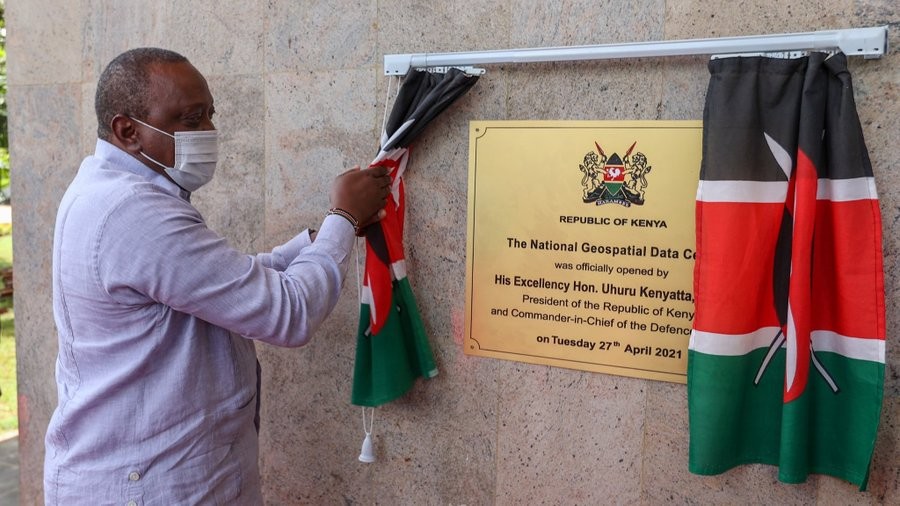 HARAMBEE
REPUBLIC OF KENYA
The National Geospatial Data Ce
was officially opened by
His Excellency Hon. Uhuru Kenyatta,
President of the Republic of Keny
and Commander-in-Chief of the Defence
on Tuesday 27th April 2021